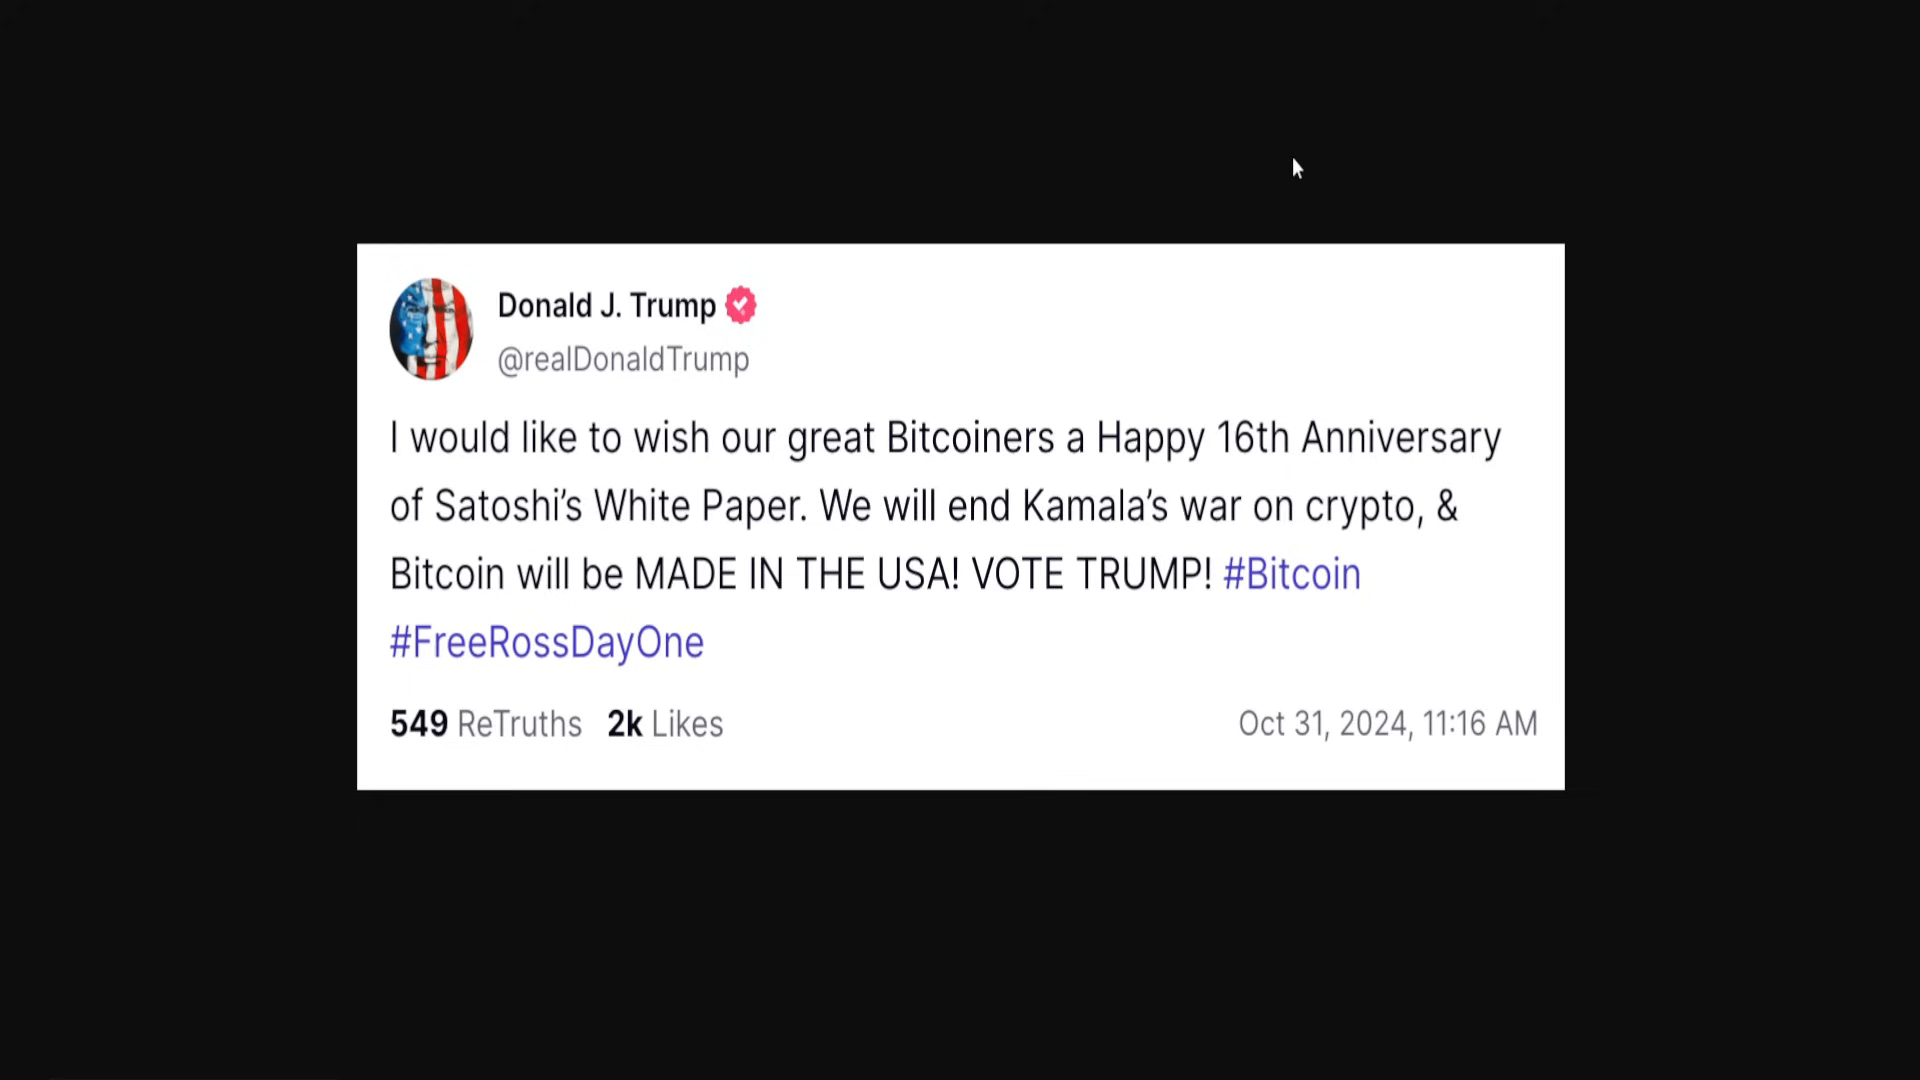 Donald J. Trump
@realDonaldTrump
I would like to wish our great Bitcoiners a Happy 16th Anniversary
of Satoshi’s White Paper. We will end Kamala’s war on crypto, &
Bitcoin will be MADE IN THE USA! VOTE TRUMP! #Bitcoin
#FreeRossDayOne
549 ReTruths 2k Likes Oct 31, 2024, 11:16 AM